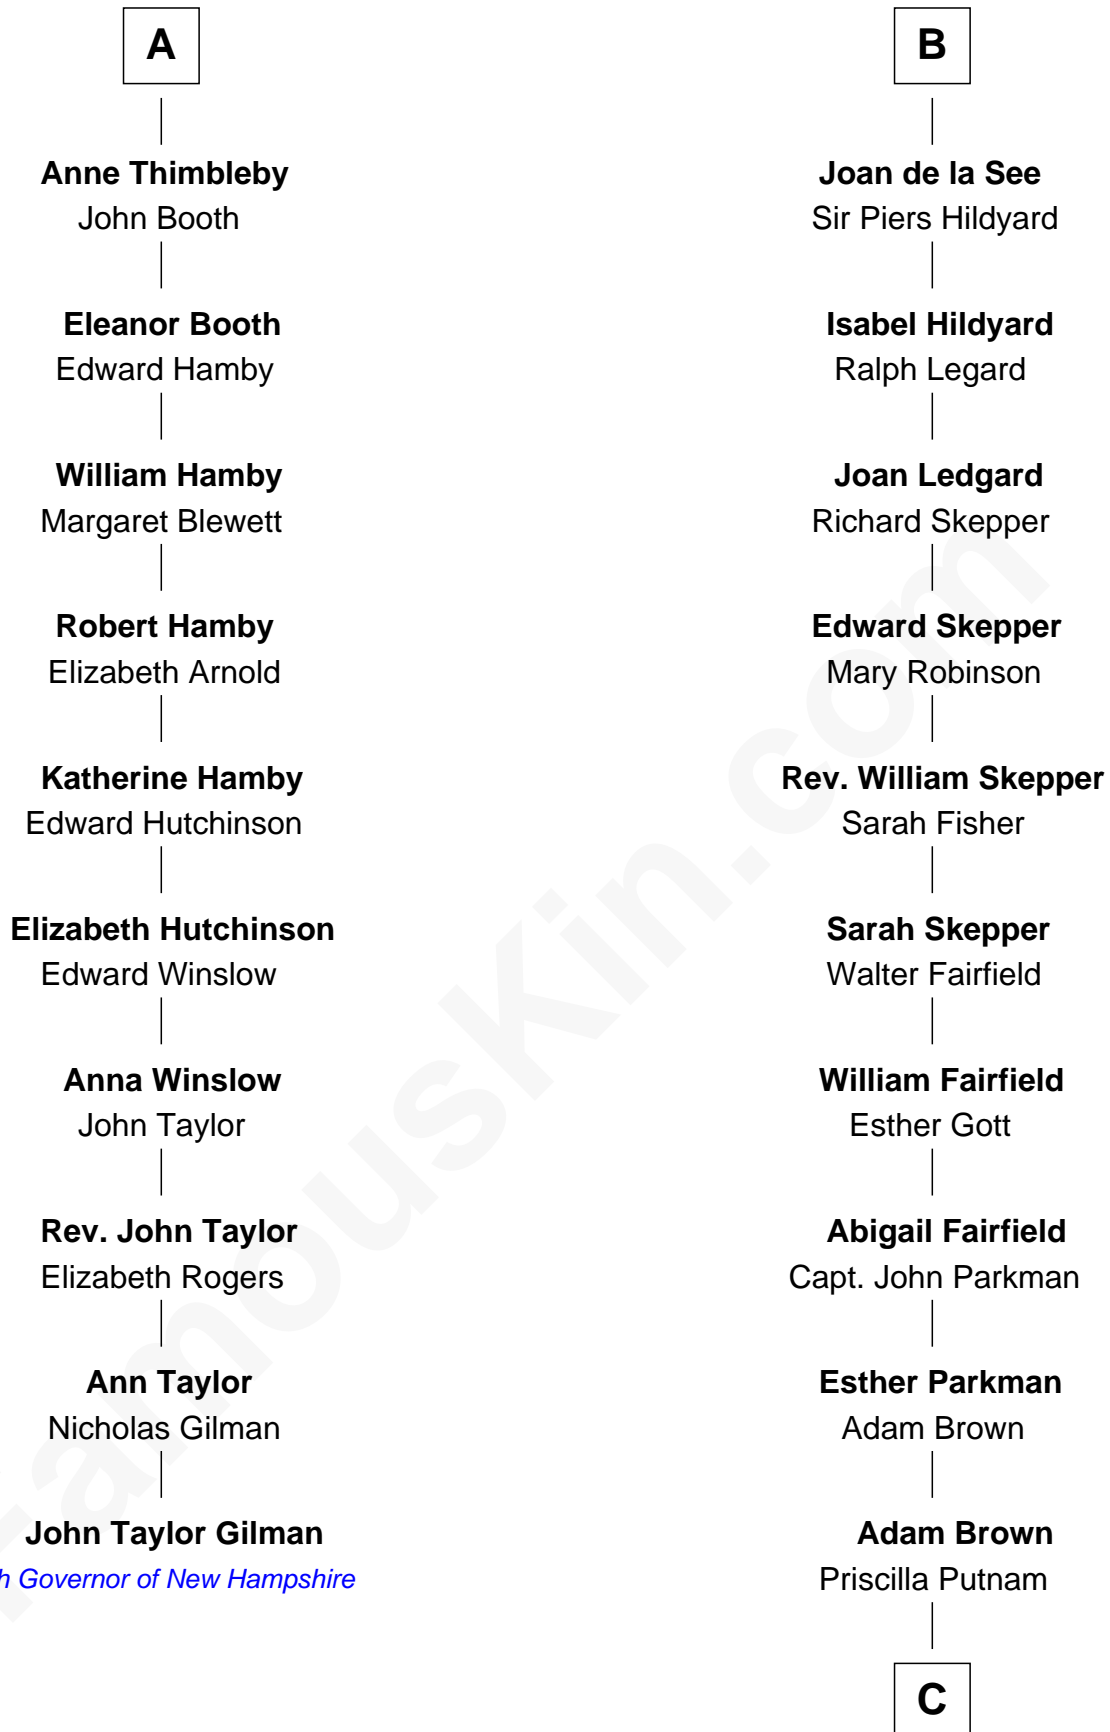 A
Anne Thimbleby
John Booth
Eleanor Booth
Edward Hamby
William Hamby
Margaret Blewett
Robert Hamby
Elizabeth Arnold
Katherine Hamby
Edward Hutchinson
Elizabeth Hutchinson
Edward Winslow
Anna Winslow
John Taylor
Rev. John Taylor
Elizabeth Rogers
Ann Taylor
Nicholas Gilman
John Taylor Gilman
h Governor of New Hampshire
B
Joan de la See
Sir Piers Hildyard
Isabel Hildyard
Ralph Legard
Joan Ledgard
Richard Skepper
Edward Skepper
Mary Robinson
Rev. William Skepper
Sarah Fisher
Sarah Skepper
Walter Fairfield
William Fairfield
Esther Gott
Abigail Fairfield
Capt. John Parkman
Esther Parkman
Adam Brown
Adam Brown
Priscilla Putnam
C
FamousKin.com